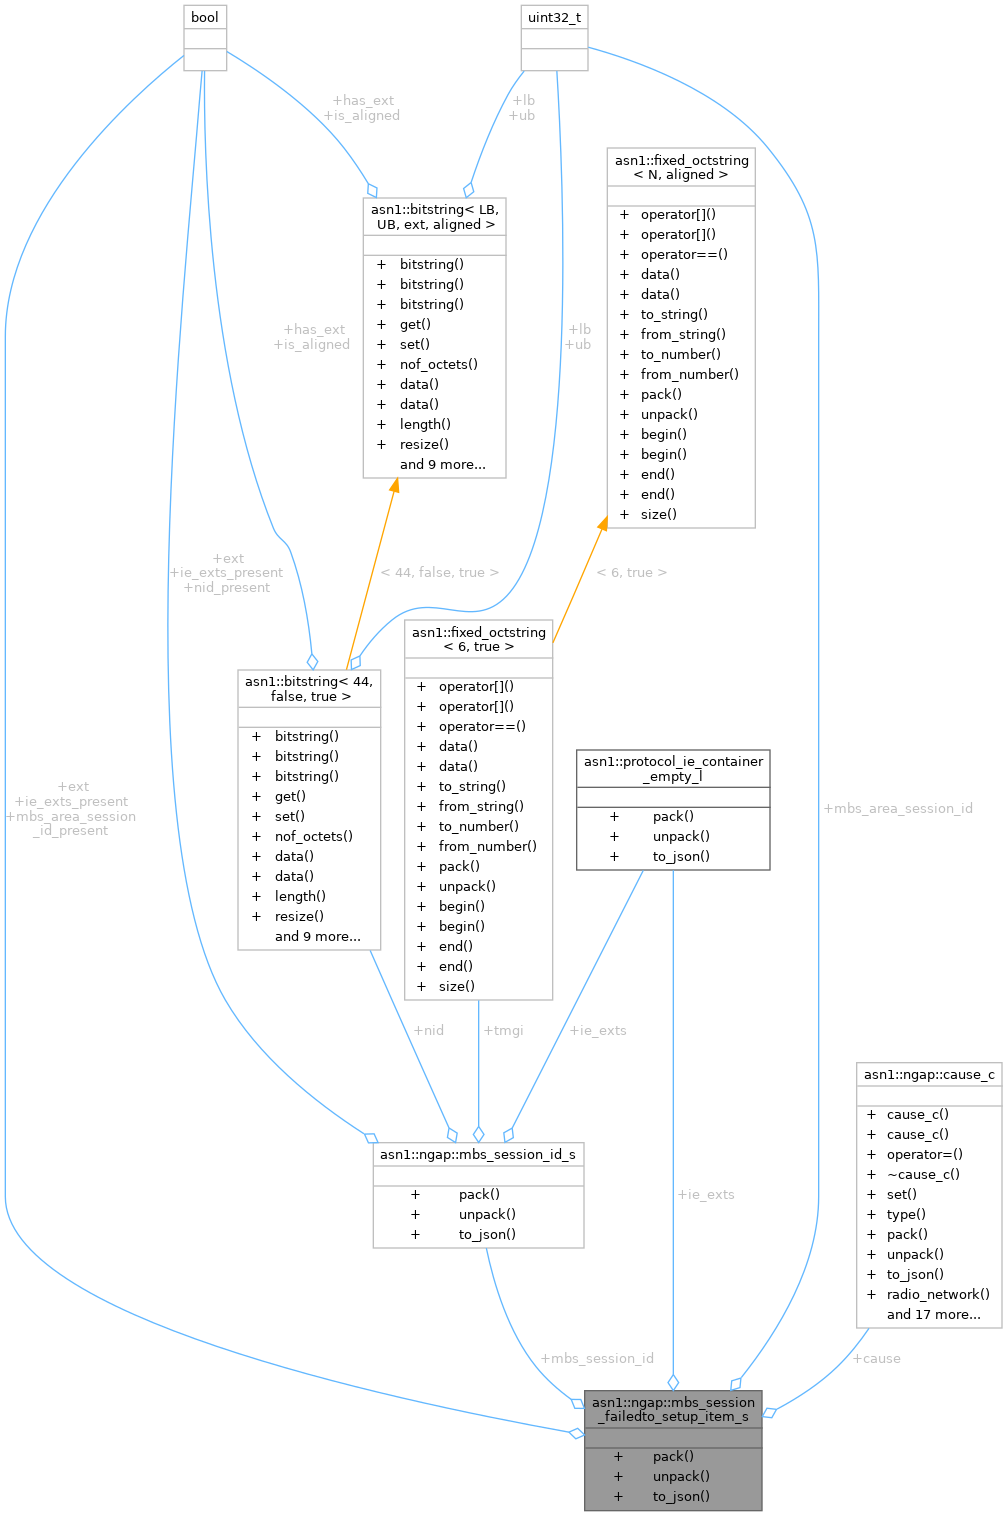 bool
uint32_t
+has_ext
+is_aligned
+lb
+ub
asn1::fixed_octstring
< N, aligned >
+ operator[]()
+ operator[]()
+ operator==()
+ data()
+ data()
+ to_string()
+ from_string()
+ to_number()
+ from_number()
+ pack()
+ unpack()
+ begin()
+ begin()
+ end()
+ end()
+ size()
asn1::bitstring< LB,
UB, ext, aligned >
+ bitstring()
+ bitstring()
+ bitstring()
+ get()
+ set()
+ nof_octets()
+ data()
+ data()
+ length()
+ resize()
and 9 more...
+has_ext
+is_aligned
+lb
+ub
+ext
+ie_exts_present
+nid_present
< 44, false, true >
< 6, true >
asn1::fixed_octstring
< 6, true >
+ operator[]()
+ operator[]()
+ operator==()
+ data()
+ data()
+ to_string()
+ from_string()
+ to_number()
+ from_number()
+ pack()
+ unpack()
+ begin()
+ begin()
+ end()
+ end()
+ size()
asn1::bitstring< 44,
false, true >
+ bitstring()
+ bitstring()
+ bitstring()
+ get()
+ set()
+ nof_octets()
+ data()
+ data()
+ length()
+ resize()
and 9 more...
asn1::protocol_ie_container
_empty_l
+ pack()
+ unpack()
+ to_json()
+ext
+ie_exts_present
+mbs_area_session
_id_present
+mbs_area_session_id
+nid
+tmgi
+ie_exts
asn1::ngap::cause_c
+ cause_c()
+ cause_c()
+ operator=()
+ ~cause_c()
+ set()
+ type()
+ pack()
+ unpack()
+ to_json()
+ radio_network()
and 17 more...
asn1::ngap::mbs_session_id_s
+ pack()
+ unpack()
+ to_json()
+ie_exts
+mbs_session_id
+cause
asn1::ngap::mbs_session
_failedto_setup_item_s
+ pack()
+ unpack()
+ to_json()